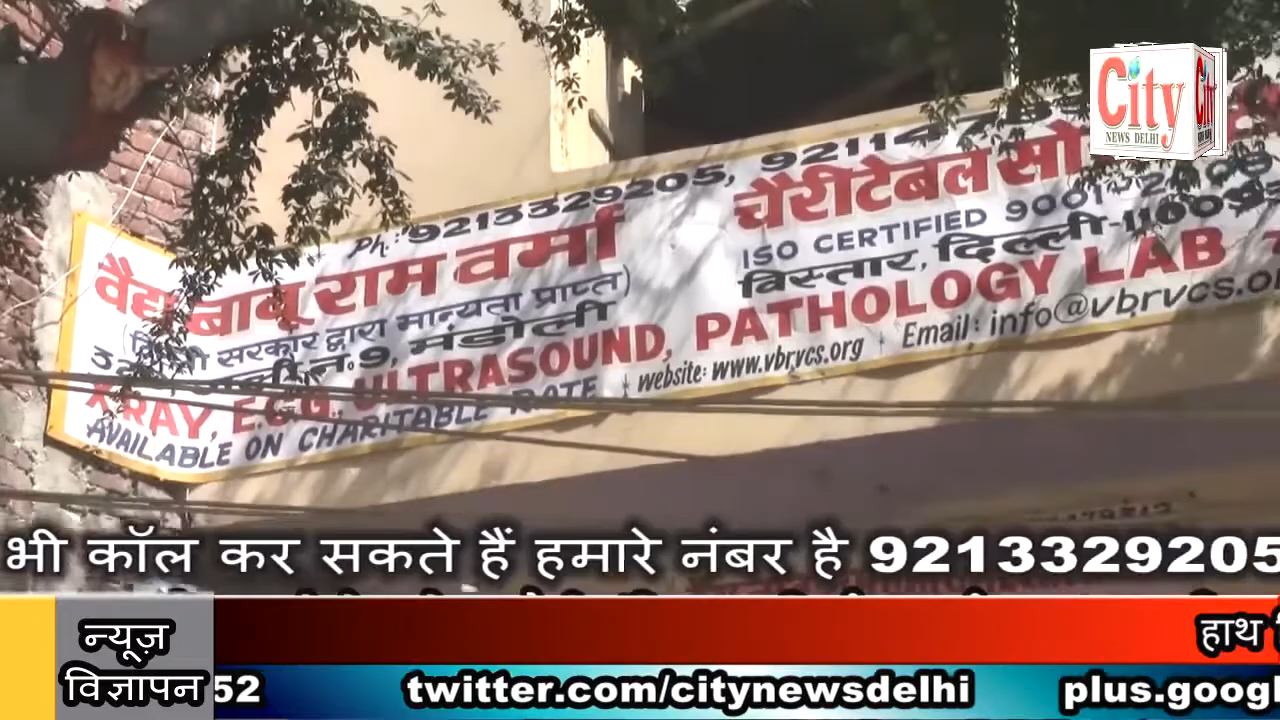 City
NEWS DELHI
Ph.: 9213329205,
वैद्य बाबू राम वर्मा
चैरीटेबल
सरकार द्वारा मान्यता प्राप्त)
ISO CERTIFIED 9001
9, मंडोली
विस्तार, दिल्ली-
X-RAY, E.C.G., ULTRASOUND, PATHOLOGY LAB
AVAILABLE ON CHARITABLE RATE
website: www.vbrvcs.org
Email: info@vbrvcs.o
भी कॉल कर सकते हैं हमारे नंबर है 9213329205
न्यूज़
हाथ
विज्ञापन
52
twitter.com/citynewsdelhi
plus.googl